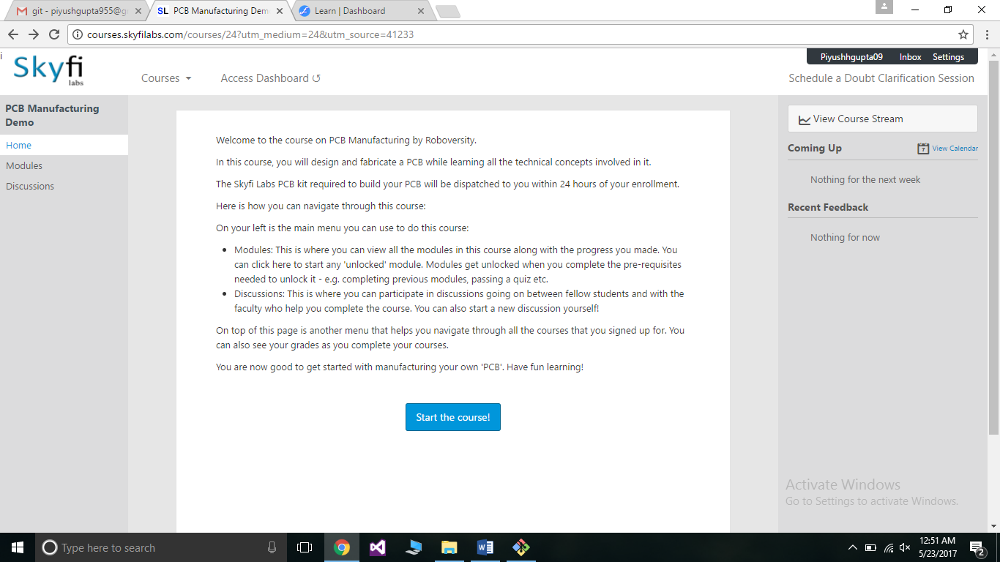 git - piyushgupta955@g
PCB Manufacturing Dem
Learn | Dashboard
courses.skyfilabs.com/courses/24?utm_medium=24&utm_source=41233
i
Skyfi
labs
Courses
Access Dashboard
Piyushhgupta09 Inbox Settings
Schedule a Doubt Clarification Session
PCB Manufacturing
Demo
Home
Modules
Discussions
Welcome to the course on PCB Manufacturing by Roboversity.
In this course, you will design and fabricate a PCB while learning all the technical concepts involved in it.
The Skyfi Labs PCB kit required to build your PCB will be dispatched to you within 24 hours of your enrollment.
Here is how you can navigate through this course:
On your left is the main menu you can use to do this course:
Modules: This is where you can view all the modules in this course along with the progress you made. You
can click here to start any 'unlocked' module. Modules get unlocked when you complete the pre-requisites
needed to unlock it - e.g. completing previous modules, passing a quiz etc.
Discussions: This is where you can participate in discussions going on between fellow students and with the
faculty who help you complete the course. You can also start a new discussion yourself!
On top of this page is another menu that helps you navigate through all the courses that you signed up for. You
can also see your grades as you complete your courses.
You are now good to get started with manufacturing your own 'PCB'. Have fun learning!
Start the course!
View Course Stream
Coming Up
7 View Calendar
Nothing for the next week
Recent Feedback
Nothing for now
Activate Windows
Go to Settings to activate Windows.
Type here to search
12:51 AM
5/23/2017
2